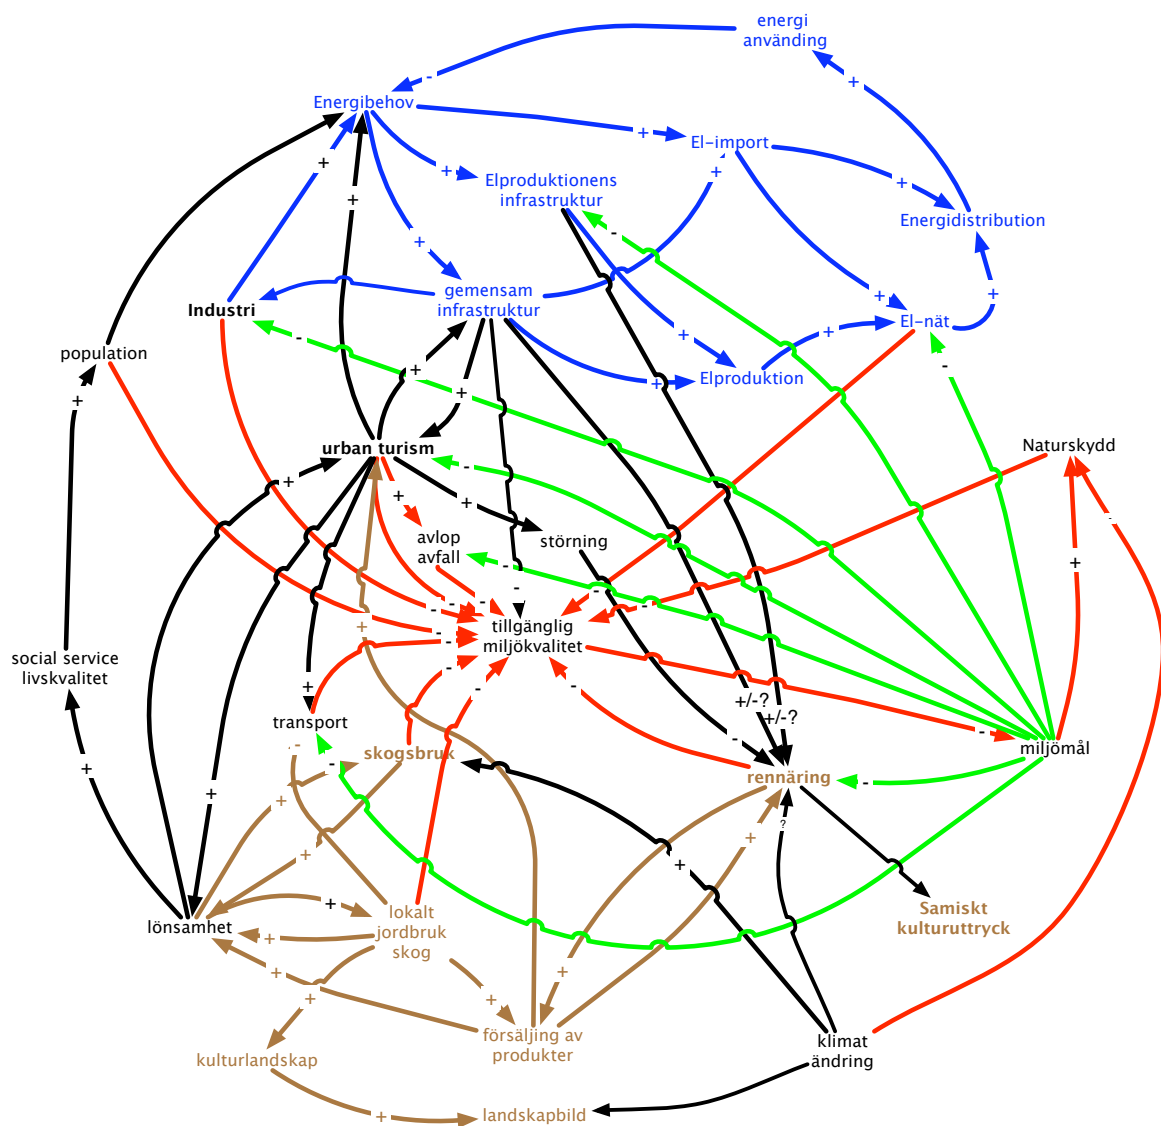 energi
använding
Energibehov
El-import
Elproduktionens
infrastruktur
Energidistribution
gemensam
infrastruktur
Industri
El-nät
population
Elproduktion
urban turism
Naturskydd
avlop
avfall
störning
tillgänglig
miljökvalitet
social service
livskvalitet
transport
+/-?
+/-?
skogsbruk
miljömål
rennäring
?
lönsamhet
lokalt
jordbruk
skog
Samiskt
kulturuttryck
försäljing av
produkter
klimat
ändring
kulturlandskap
landskapbild